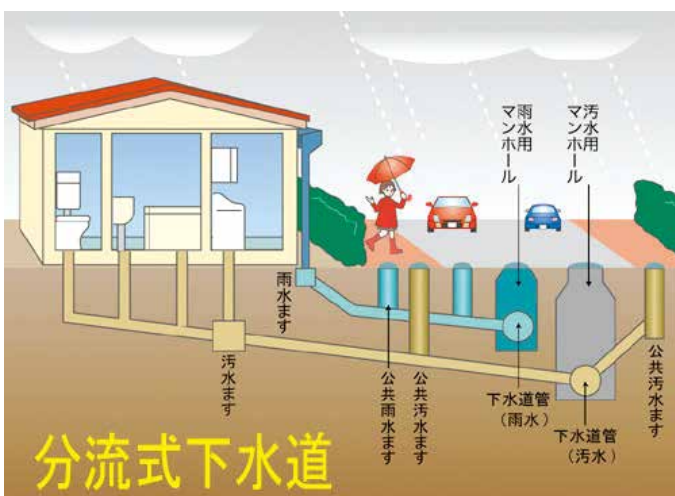 雨水用
マンホール
汚水用
マンホール
雨水ます
汚水ます
公共雨水ます
公共汚水ます
下水道管
（雨水）
下水道管
（汚水）
公共汚水ます
分流式下水道